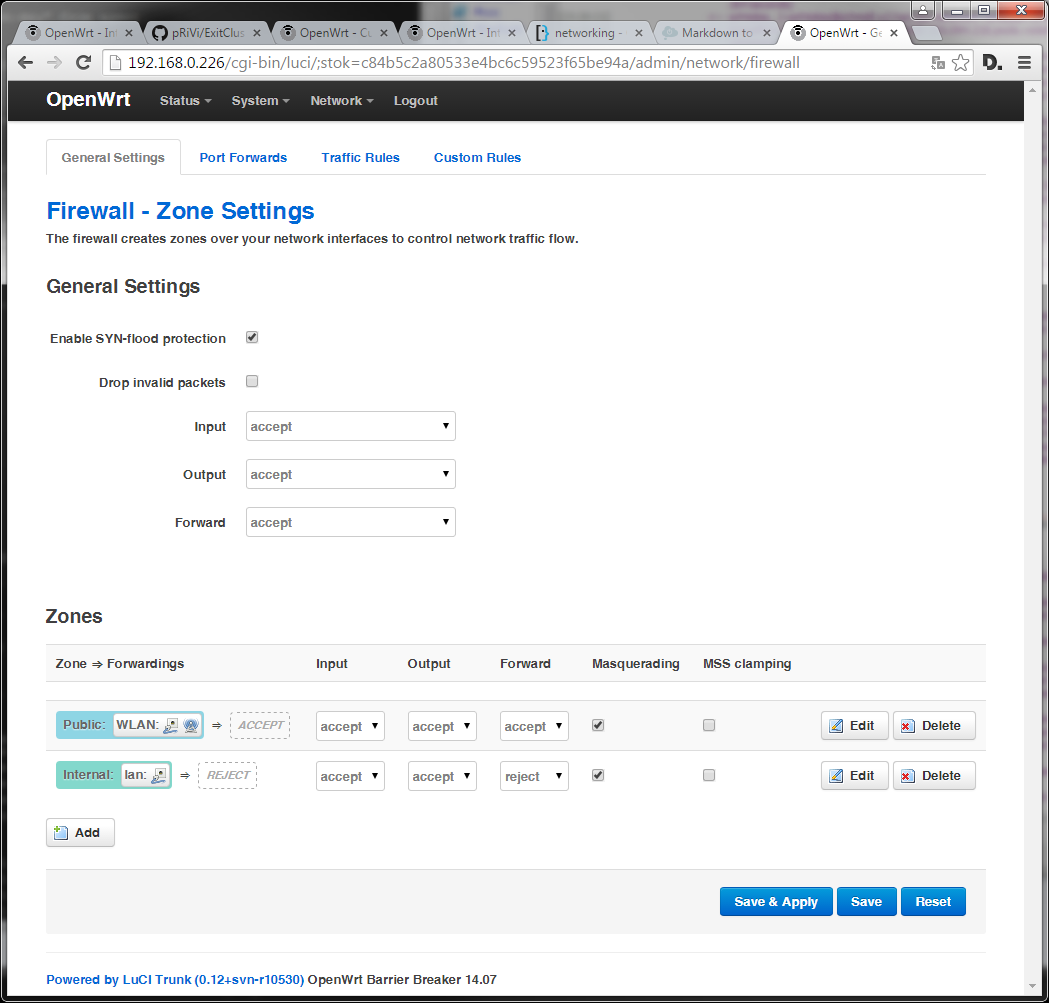 OpenWrt - Int
pRiVi/ExitClus
OpenWrt - Cu
OpenWrt - Int
networking -
Markdown to
OpenWrt - Ge
192.168.0.226/cgi-bin/luci/;stok=c84b5c2a80533e4bc6c59523f65be94a/admin/network/firewall
D.
OpenWrt Status System Network Logout
General Settings Port Forwards Traffic Rules Custom Rules
Firewall - Zone Settings
The firewall creates zones over your network interfaces to control network traffic flow.
General Settings
Enable SYN-flood protection
Drop invalid packets
Input accept
Output accept
Forward accept
Zones
Zone ⇒ Forwardings Input Output Forward Masquerading MSS clamping
Public: WLAN: ⇒ ACCEPT accept accept accept Edit Delete
Internal: lan: ⇒ REJECT accept accept reject Edit Delete
Add
Save & Apply Save Reset
Powered by LuCI Trunk (0.12+svn-r10530) OpenWrt Barrier Breaker 14.07